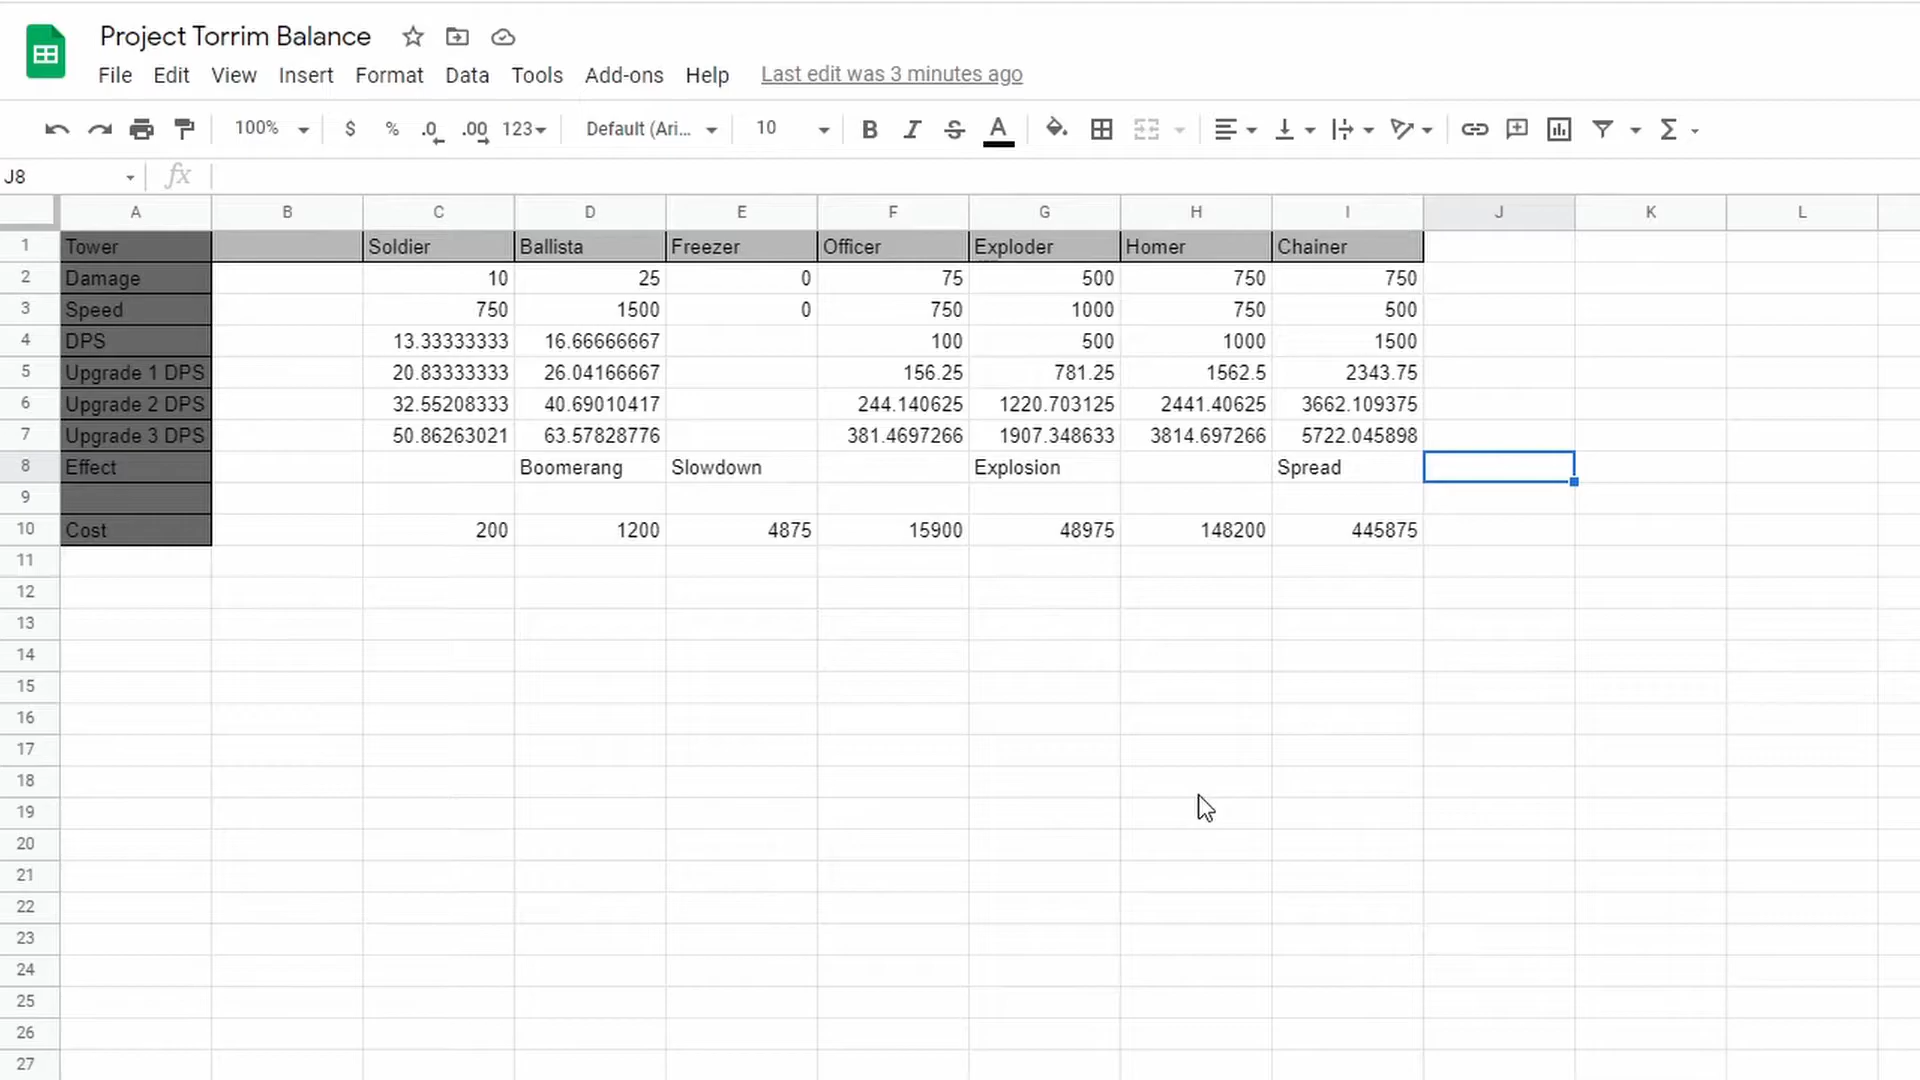 Project Torrim Balance
File Edit View Insert Format Data Tools Add-ons Help Last edit was 3 minutes ago
100% $ % .0 .00 123 Default (Ari... 10 B I S A Σ
J8 fx
A B C D E F G H I J K L
1 Tower Soldier Ballista Freezer Officer Exploder Homer Chainer
2 Damage 10 25 0 75 500 750 750
3 Speed 750 1500 0 750 1000 750 500
4 DPS 13.33333333 16.66666667 100 500 1000 1500
5 Upgrade 1 DPS 20.83333333 26.04166667 156.25 781.25 1562.5 2343.75
6 Upgrade 2 DPS 32.55208333 40.69010417 244.140625 1220.703125 2441.40625 3662.109375
7 Upgrade 3 DPS 50.86263021 63.57828776 381.4697266 1907.348633 3814.697266 5722.045898
8 Effect Boomerang Slowdown Explosion Spread
9
10 Cost 200 1200 4875 15900 48975 148200 445875
11
12
13
14
15
16
17
18
19
20
21
22
23
24
25
26
27